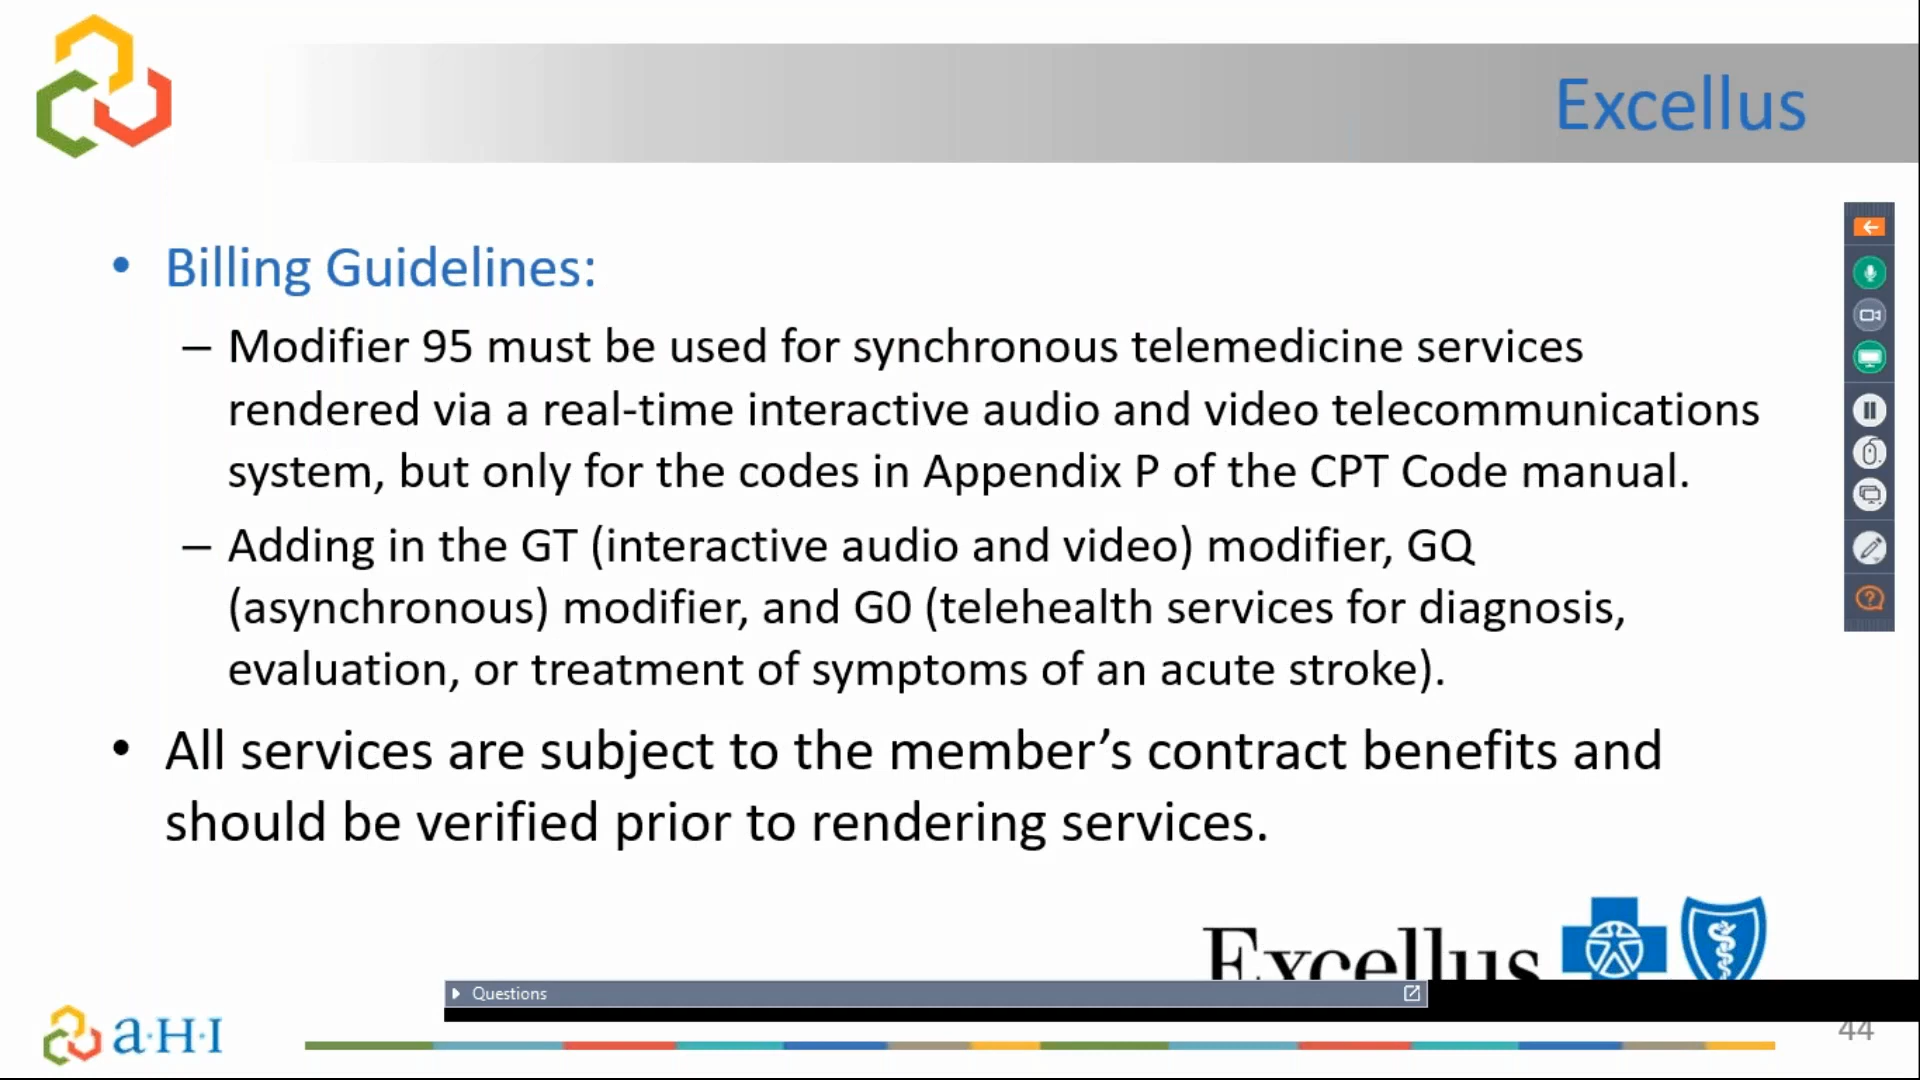 Excellus
• Billing Guidelines:
– Modifier 95 must be used for synchronous telemedicine services
rendered via a real-time interactive audio and video telecommunications
system, but only for the codes in Appendix P of the CPT Code manual.
– Adding in the GT (interactive audio and video) modifier, GQ
(asynchronous) modifier, and G0 (telehealth services for diagnosis,
evaluation, or treatment of symptoms of an acute stroke).
• All services are subject to the member’s contract benefits and
should be verified prior to rendering services.
Excellus
Questions
a·H·I
44